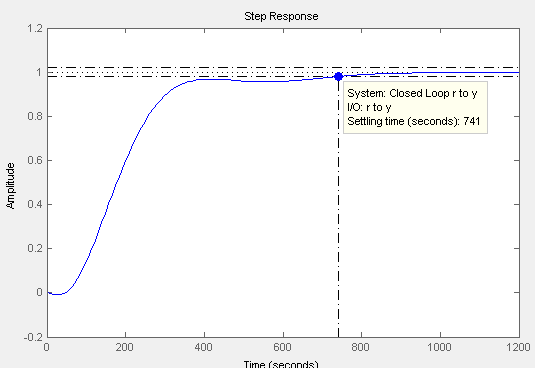 Step Response
1.2
1
0.8
0.6
0.4
0.2
0
-0.2
Amplitude
System: Closed Loop r to y
I/O: r to y
Settling time (seconds): 741
0 200 400 600 800 1000 1200
Time (seconds)